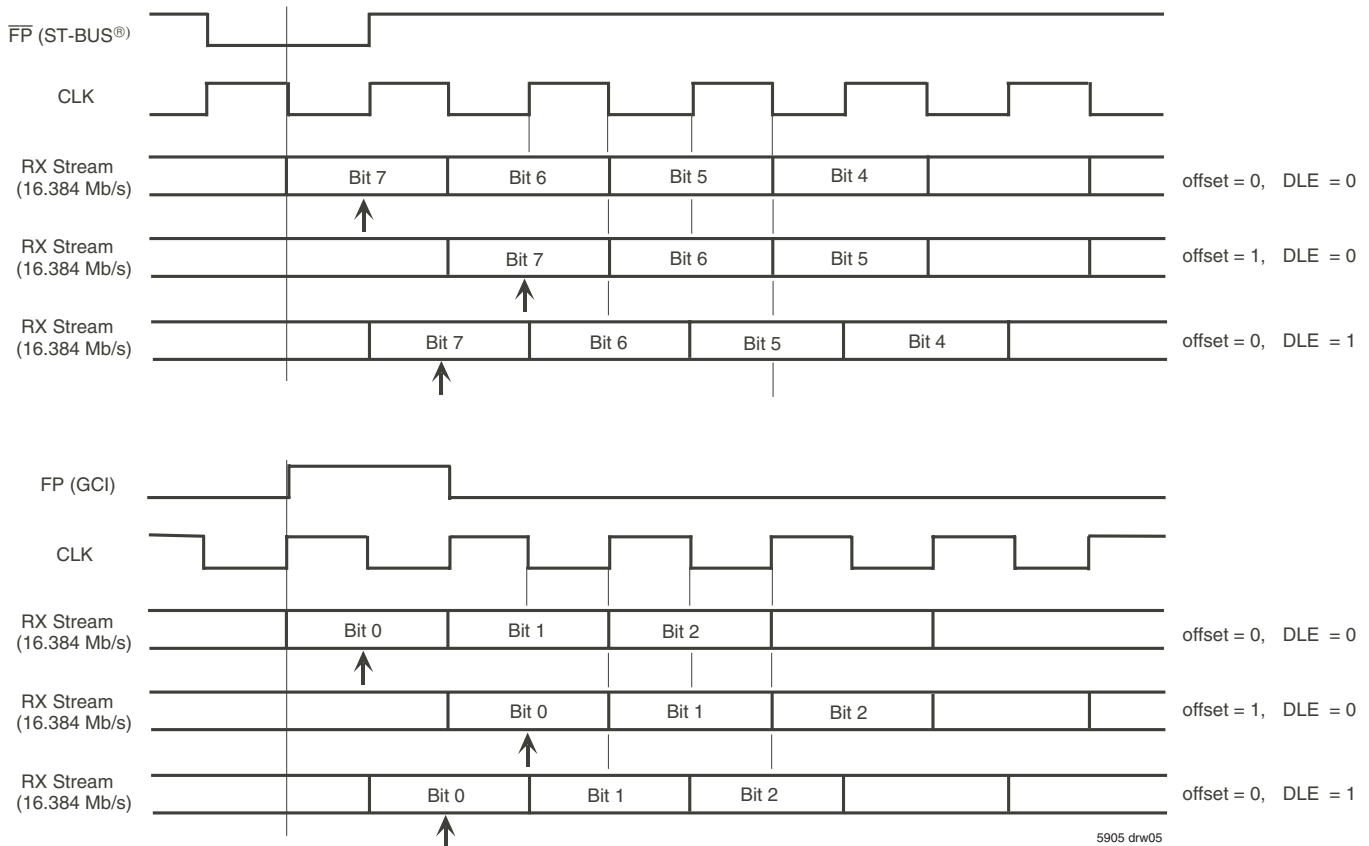 FP (ST-BUS®)
CLK
RX Stream
(16.384 Mb/s)
Bit 7 Bit 6 Bit 5 Bit 4
offset = 0, DLE = 0
RX Stream
(16.384 Mb/s)
Bit 7 Bit 6 Bit 5
offset = 1, DLE = 0
RX Stream
(16.384 Mb/s)
Bit 7 Bit 6 Bit 5 Bit 4
offset = 0, DLE = 1
FP (GCI)
CLK
RX Stream
(16.384 Mb/s)
Bit 0 Bit 1 Bit 2
offset = 0, DLE = 0
RX Stream
(16.384 Mb/s)
Bit 0 Bit 1 Bit 2
offset = 1, DLE = 0
RX Stream
(16.384 Mb/s)
Bit 0 Bit 1 Bit 2
offset = 0, DLE = 1
5905 drw05